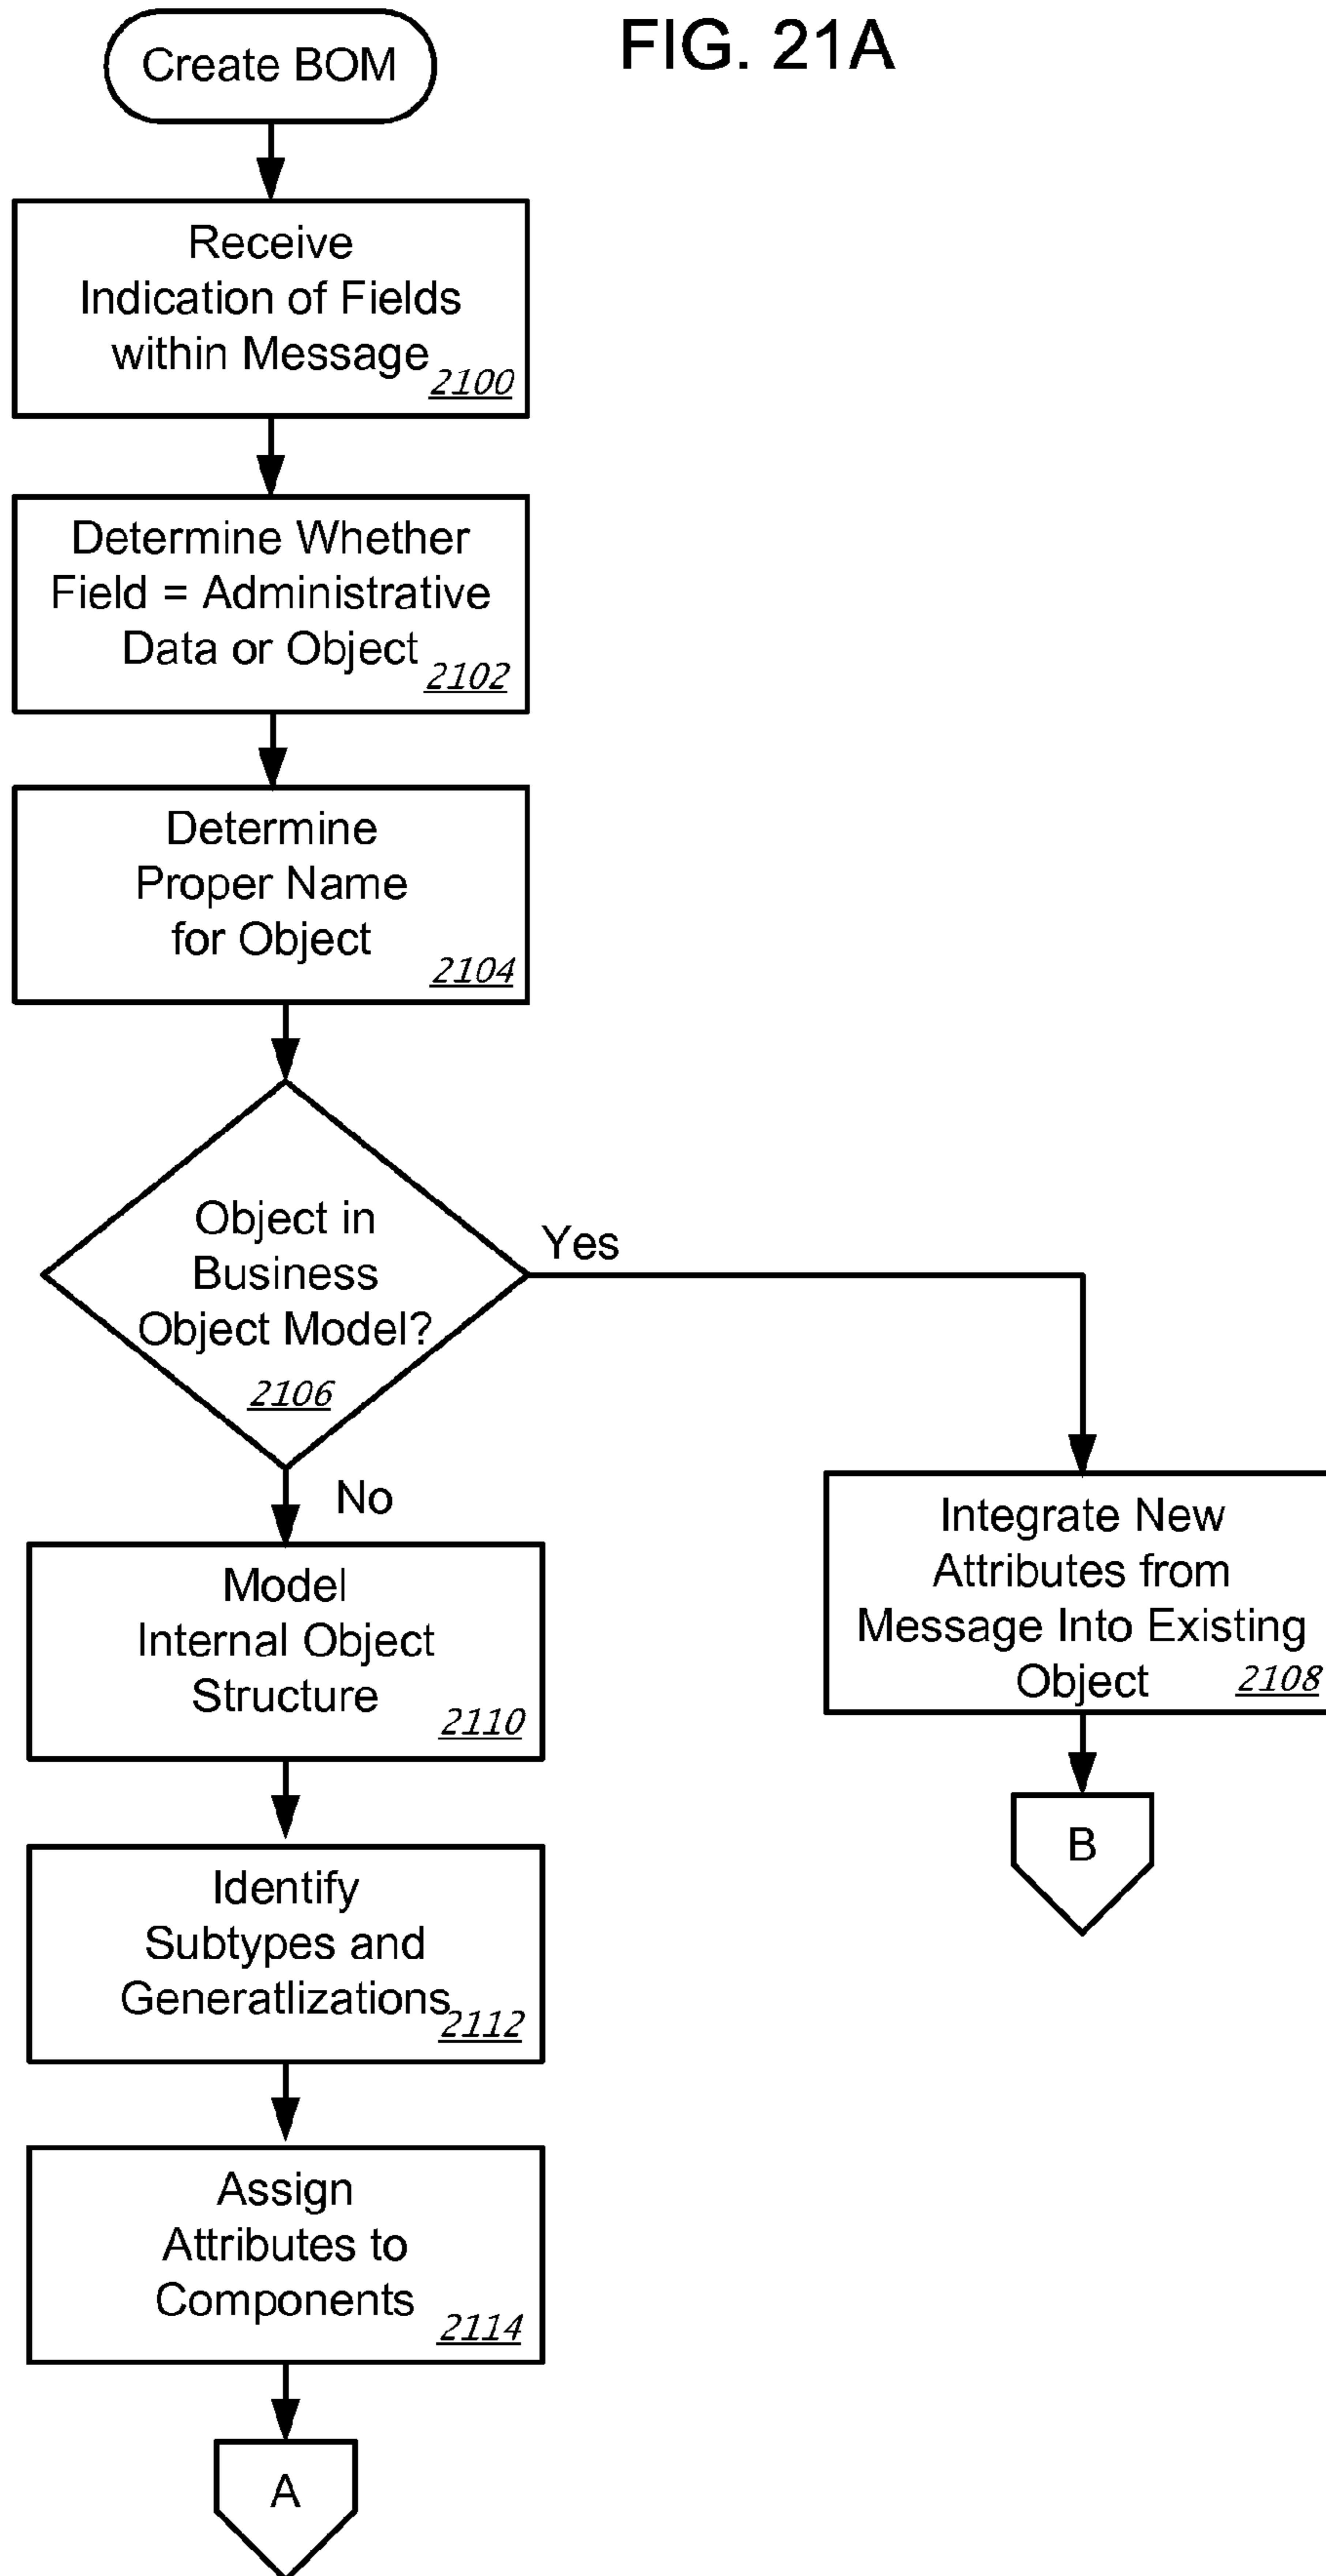 FIG. 21A
Create BOM
Receive
Indication of Fields
within Message
2100
Determine Whether
Field = Administrative
Data or Object
2102
Determine
Proper Name
for Object
2104
Object in
Business
Object Model?
2106
Yes
No
Integrate New
Attributes from
Message Into Existing
Object 2108
B
Model
Internal Object
Structure
2110
Identify
Subtypes and
Generatlizations
2112
Assign
Attributes to
Components
2114
A